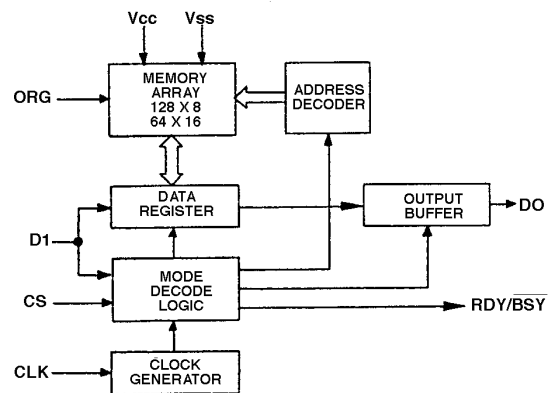 Vcc Vss
MEMORY
ARRAY
128 X 8
64 X 16
ORG
ADDRESS
DECODER
DATA
REGISTER
OUTPUT
BUFFER
DO
D1
MODE
DECODE
LOGIC
CS
RDY/B̅S̅Y̅
CLOCK
GENERATOR
CLK